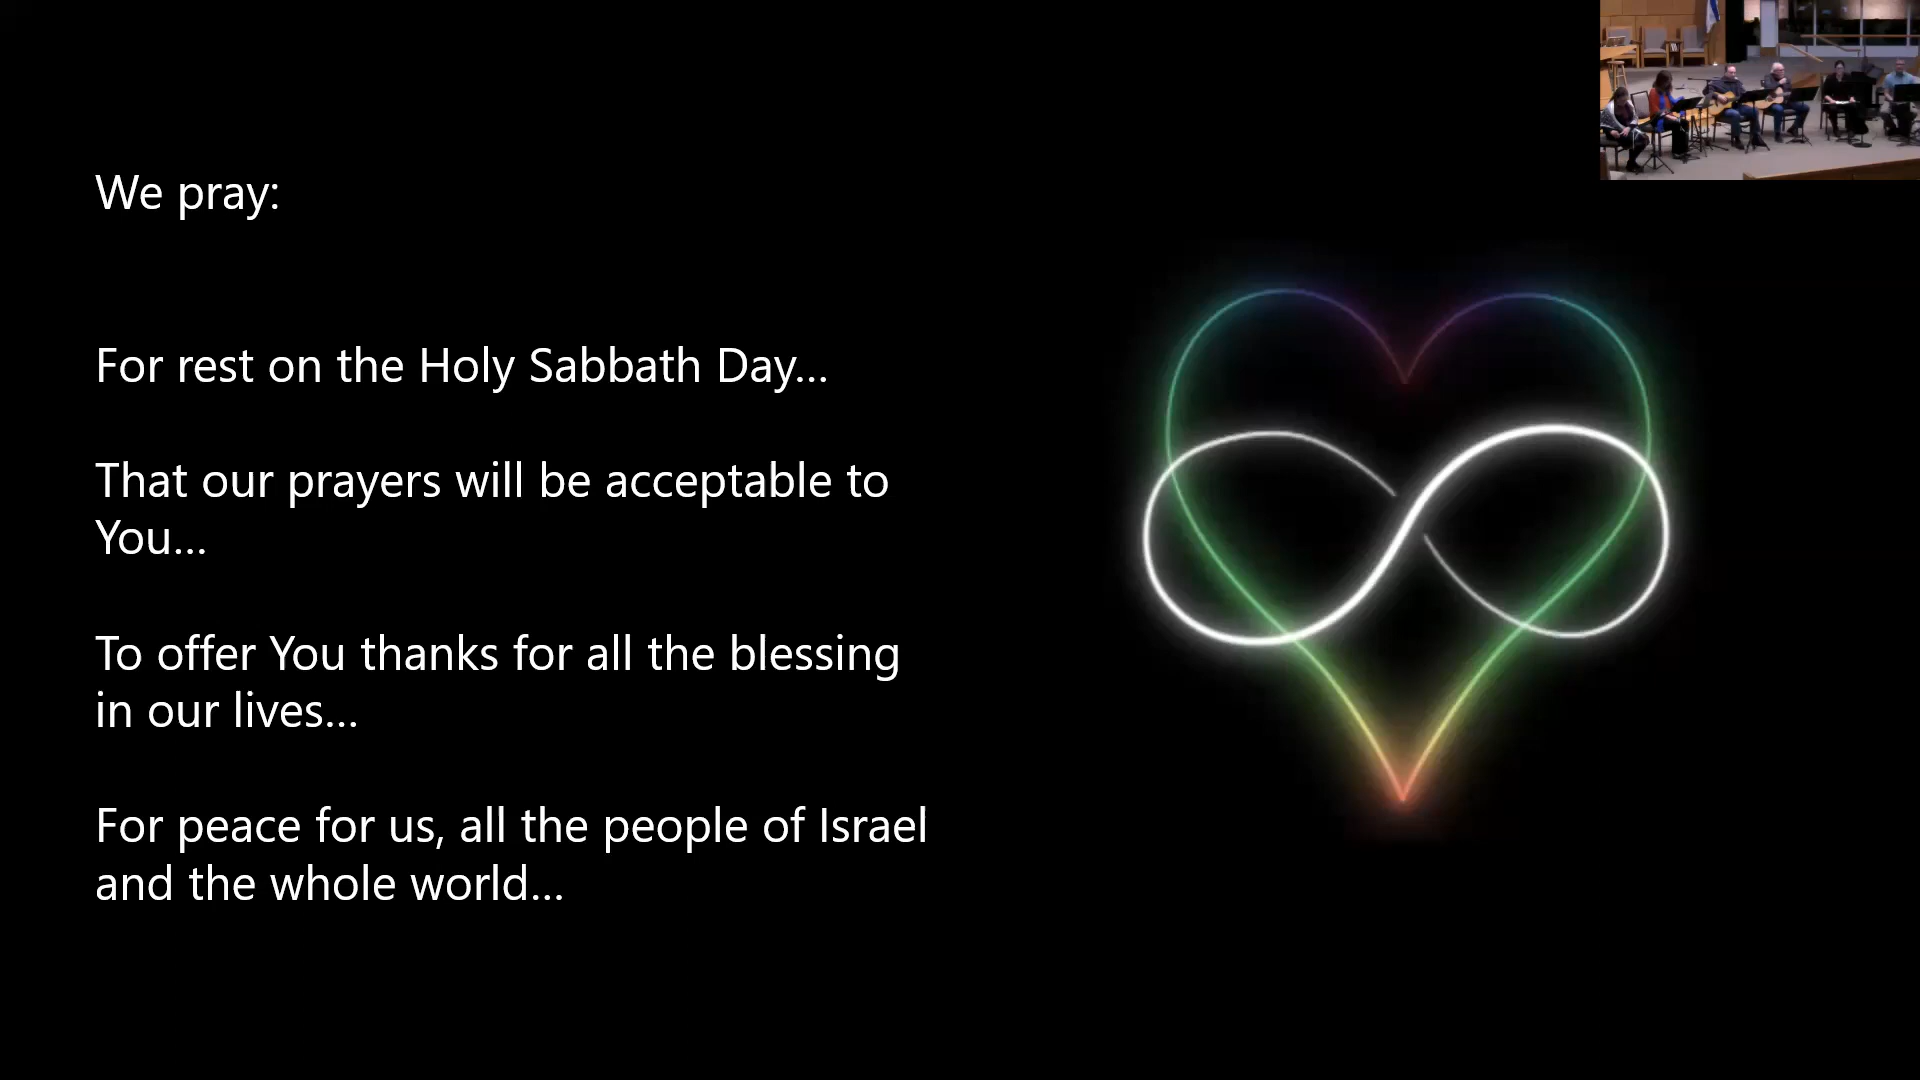 We pray:
For rest on the Holy Sabbath Day...
That our prayers will be acceptable to
You...
To offer You thanks for all the blessing
in our lives...
For peace for us, all the people of Israel
and the whole world...